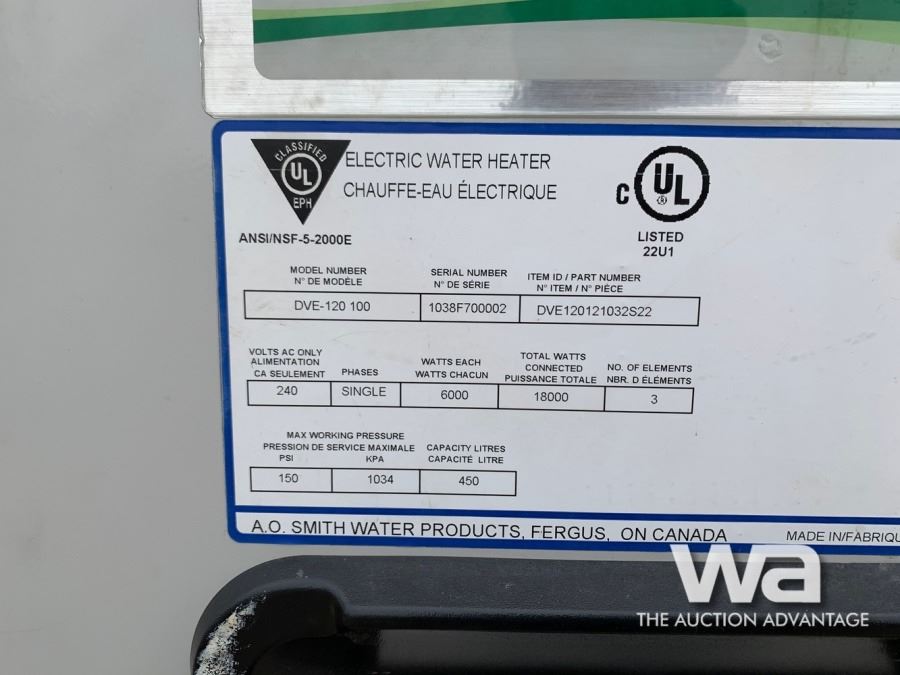 CLASSIFIED
UL
EPH
ANSI/NSF-5-2000E
ELECTRIC WATER HEATER
CHAUFFE-EAU ÉLECTRIQUE
C UL ®
LISTED
22U1
MODEL NUMBER
N° DE MODÈLE
SERIAL NUMBER
N° DE SÉRIE
ITEM ID / PART NUMBER
N° ITEM / N° PIÈCE
DVE-120 100
1038F700002
DVE120121032S22
VOLTS AC ONLY
ALIMENTATION
CA SEULEMENT
PHASES
WATTS EACH
WATTS CHACUN
TOTAL WATTS
CONNECTED
PUISSANCE TOTALE
NO. OF ELEMENTS
NBR. D ÉLÉMENTS
240
SINGLE
6000
18000
3
MAX WORKING PRESSURE
PRESSION DE SERVICE MAXIMALE
PSI KPA
CAPACITY LITRES
CAPACITÉ LITRE
150
1034
450
A.O. SMITH WATER PRODUCTS, FERGUS, ON CANADA
MADE IN/FABRIQU
wa
THE AUCTION ADVANTAGE